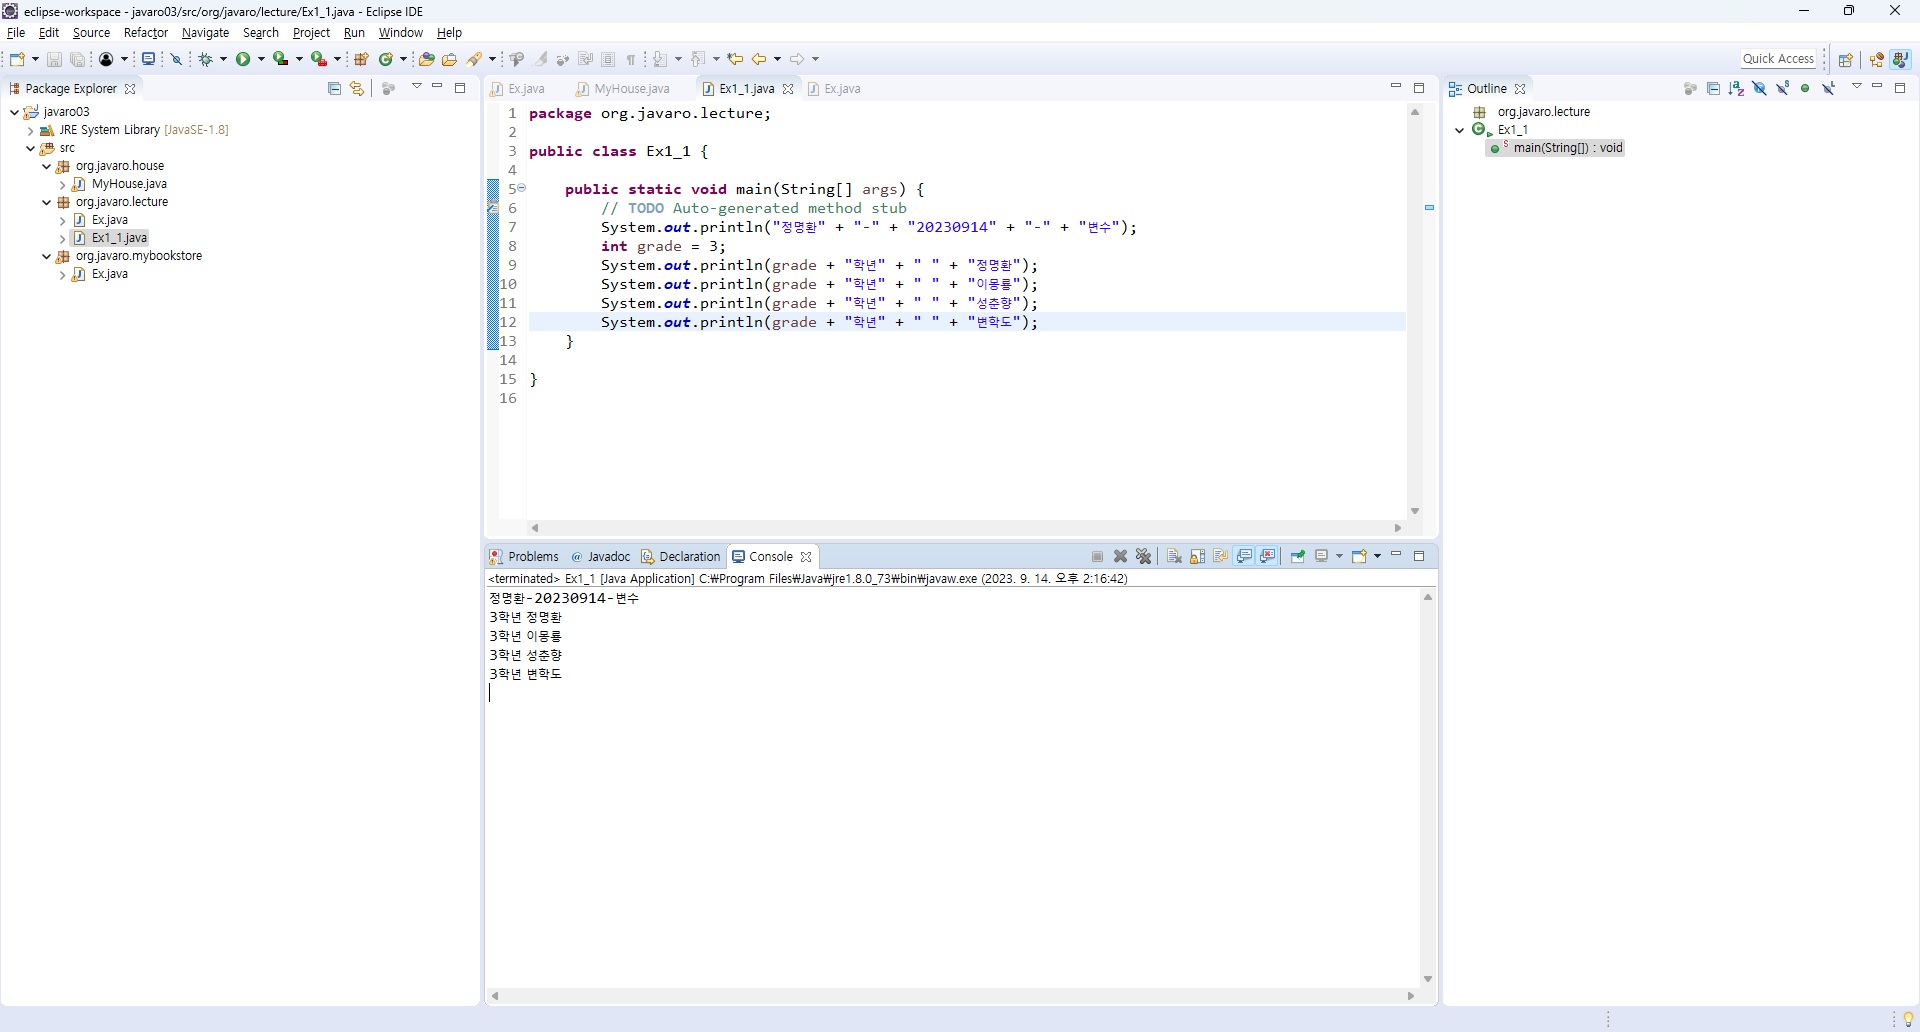 eclipse-workspace - javaro03/src/org/javaro/lecture/Ex1_1.java - Eclipse IDE
File Edit Source Refactor Navigate Search Project Run Window Help
Quick Access
Package Explorer
javaro03
JRE System Library [JavaSE-1.8]
src
org.javaro.house
MyHouse.java
org.javaro.lecture
Ex.java
Ex1_1.java
org.javaro.mybookstore
Ex.java
Ex.java MyHouse.java Ex1_1.java Ex.java
1 package org.javaro.lecture;
2
3 public class Ex1_1 {
4
5 public static void main(String[] args) {
6 // TODO Auto-generated method stub
7 System.out.println("정명환" + "-" + "20230914" + "-" + "변수");
8 int grade = 3;
9 System.out.println(grade + "학년" + " " + "정명환");
10 System.out.println(grade + "학년" + " " + "이몽룡");
11 System.out.println(grade + "학년" + " " + "성춘향");
12 System.out.println(grade + "학년" + " " + "변학도");
13 }
14
15 }
16
Problems @ Javadoc Declaration Console
<terminated> Ex1_1 [Java Application] C:₩Program Files₩Java₩jre1.8.0_73₩bin₩javaw.exe (2023. 9. 14. 오후 2:16:42)
정명환-20230914-변수
3학년 정명환
3학년 이몽룡
3학년 성춘향
3학년 변학도
Outline
org.javaro.lecture
Ex1_1
main(String[]) : void